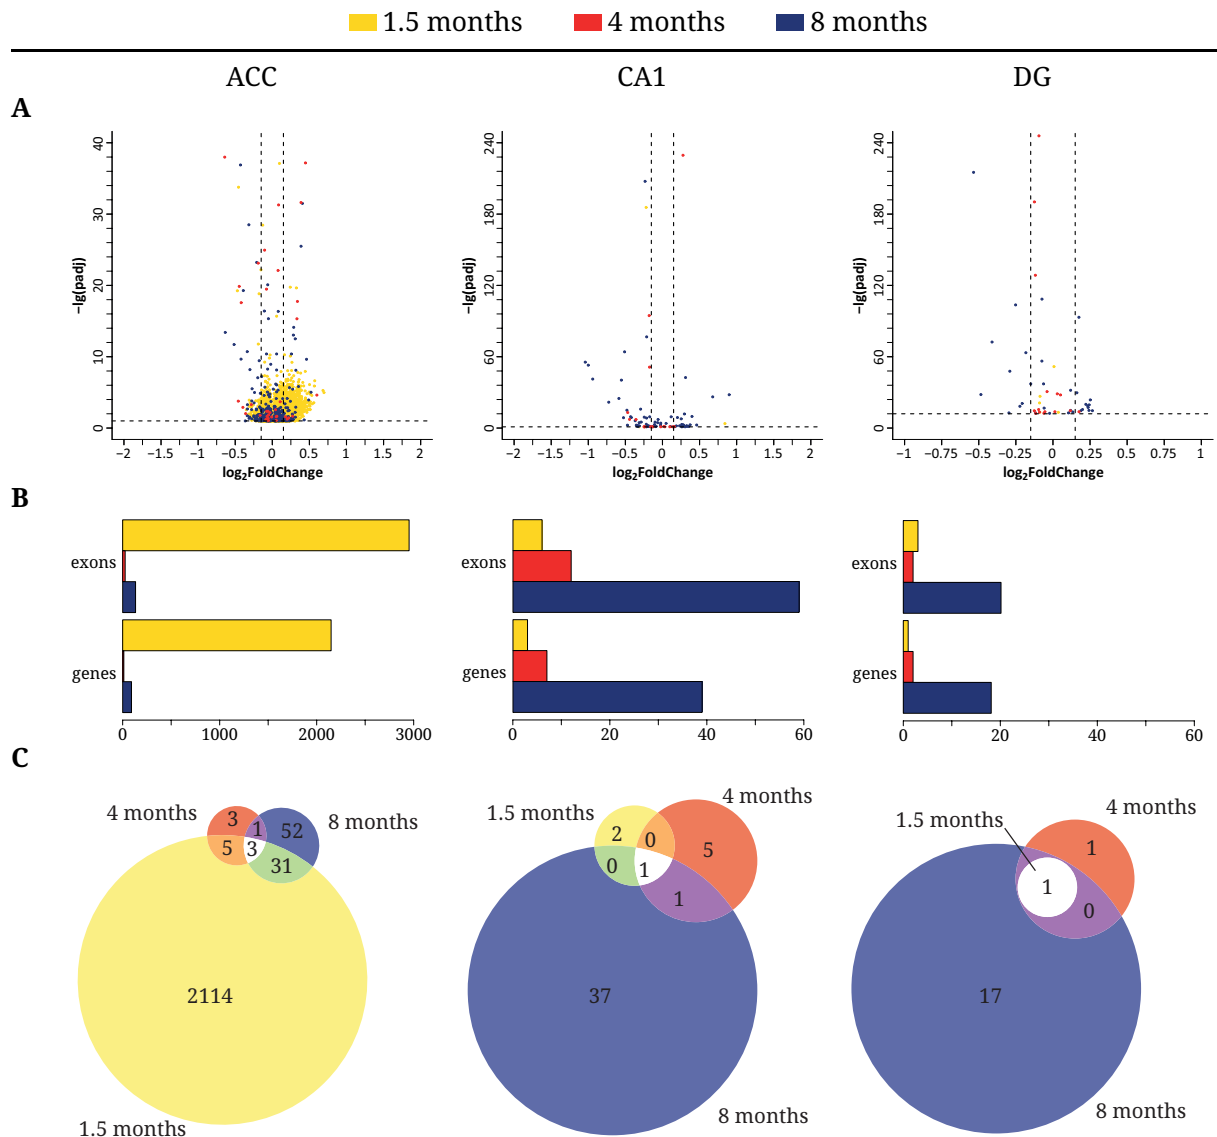 1.5 months 4 months 8 months
ACC CA1 DG
A
40
30
20
10
0
−lg(padj)
−2 −1.5 −1 −0.5 0 0.5 1 1.5 2
log2FoldChange
240
180
120
60
0
−lg(padj)
−2 −1.5 −1 −0.5 0 0.5 1 1.5 2
log2FoldChange
240
180
120
60
0
−lg(padj)
−1 −0.75 −0.5 −0.25 0 0.25 0.5 0.75 1
log2FoldChange
B
exons
genes
0 1000 2000 3000
exons
genes
0 20 40 60
exons
genes
0 20 40 60
C
4 months
8 months
3 1 52
5 3 31
2114
1.5 months
1.5 months
4 months
2 0 5
0 1 1
37
8 months
4 months
1.5 months
1
1
0
17
8 months